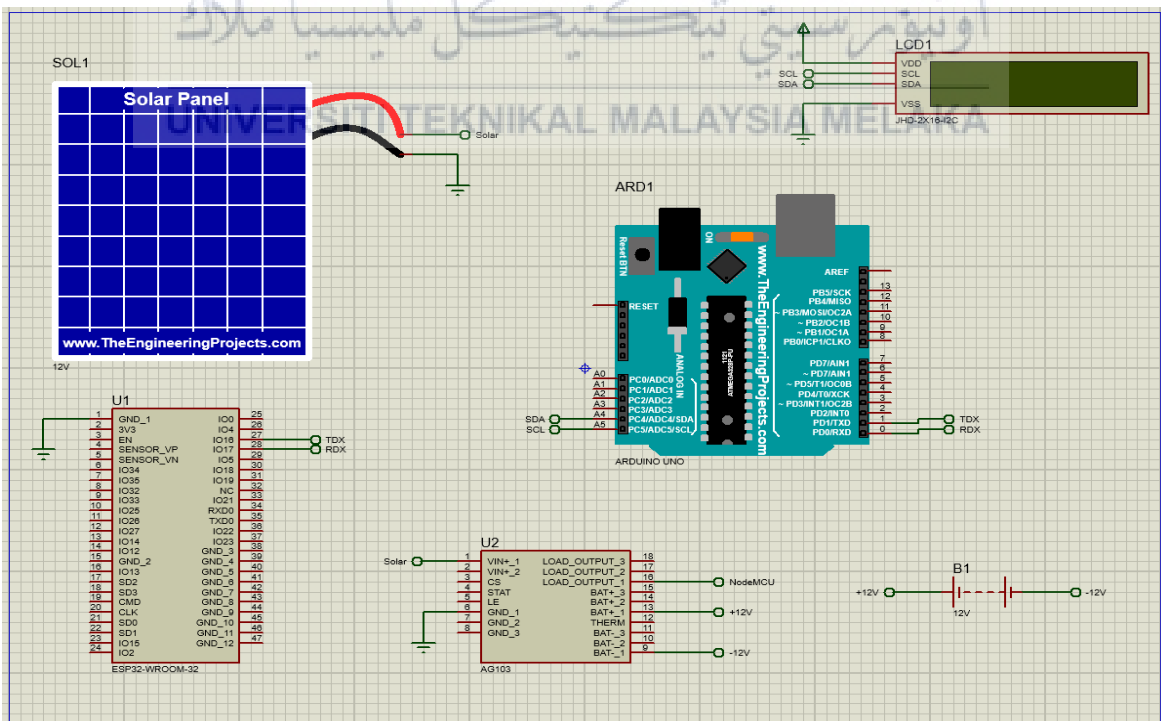 اونيۏرسيتي تيكنيكل مليسيا ملاك
UNIVERSITI TEKNIKAL MALAYSIA MELAKA
SOL1
Solar Panel
www.TheEngineeringProjects.com
12V
Solar
LCD1
VDD
SCL
SDA
VSS
SCL
SDA
JHD-2X16-I2C
ARD1
Reset BTN
ON
www.TheEngineeringProjects.com
ANALOG IN
1121
ATMEGA328P-PU
RESET
A0
A1
A2
A3
A4
A5
PC0/ADC0
PC1/ADC1
PC2/ADC2
PC3/ADC3
PC4/ADC4/SDA
PC5/ADC5/SCL
SDA
SCL
AREF
PB5/SCK
PB4/MISO
~ PB3/MOSI/OC2A
~ PB2/OC1B
~ PB1/OC1A
PB0/ICP1/CLKO
13
12
11
10
9
8
PD7/AIN1
~ PD7/AIN1
~ PD5/T1/OC0B
PD4/T0/XCK
~ PD3/INT1/OC2B
PD2/INT0
PD1/TXD
PD0/RXD
7
6
5
4
3
2
1
0
TDX
RDX
ARDUINO UNO
U1
1 GND_1
2 3V3
3 EN
4 SENSOR_VP
5 SENSOR_VN
6 IO34
7 IO35
8 IO32
9 IO33
10 IO25
11 IO26
12 IO27
13 IO14
14 IO12
15 GND_2
16 IO13
17 SD2
18 SD3
19 CMD
20 CLK
21 SD0
22 SD1
23 IO15
24 IO2
IO0 25
IO4 26
IO16 27
IO17 28
IO5 29
IO18 30
IO19 31
NC 32
IO21 33
RXD0 34
TXD0 35
IO22 36
IO23 37
GND_3 38
GND_4 39
GND_5 40
GND_6 41
GND_7 42
GND_8 43
GND_9 44
GND_10 45
GND_11 46
GND_12 47
TDX
RDX
ESP32-WROOM-32
U2
Solar
1 VIN+_1
2 VIN+_2
3 CS
4 STAT
5 LE
6 GND_1
7 GND_2
8 GND_3
LOAD_OUTPUT_3 18
LOAD_OUTPUT_2 17
LOAD_OUTPUT_1 16
BAT+_3 15
BAT+_2 14
BAT+_1 13
THERM 12
BAT-_3 11
BAT-_2 10
BAT-_1 9
NodeMCU
+12V
-12V
AG103
B1
+12V
-12V
12V